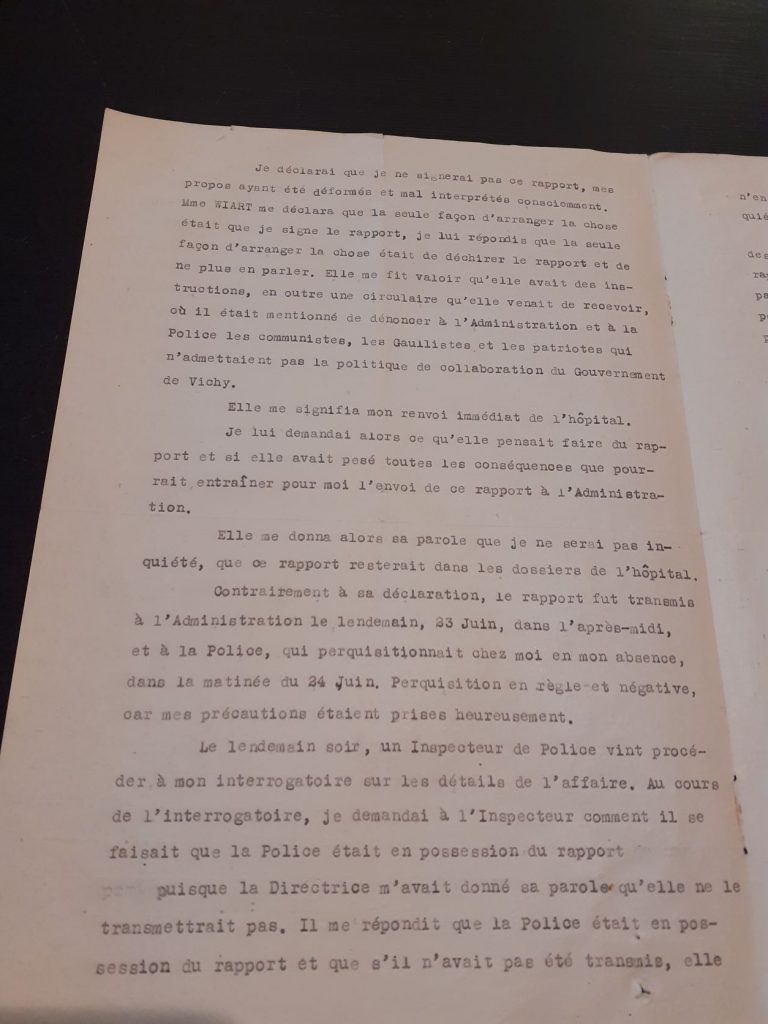 Je déclarai que je ne signerai pas ce rapport, mes
propos ayant été déformés et mal interprétés consciemment.
Mme WIART me déclara que la seule façon d'arranger la chose
était que je signe le rapport, je lui répondis que la seule
façon d'arranger la chose était de déchirer le rapport et de
ne plus en parler. Elle me fit valoir qu'elle avait des ins-
tructions, en outre une circulaire qu'elle venait de recevoir,
où il était mentionné de dénoncer à l'Administration et à la
Police les communistes, les Gaullistes et les patriotes qui
n'admettaient pas la politique de collaboration du Gouvernement
de Vichy.
Elle me signifia mon renvoi immédiat de l'hôpital.
Je lui demandai alors ce qu'elle pensait faire du rap-
port et si elle avait pesé toutes les conséquences que pour-
rait entraîner pour moi l'envoi de ce rapport à l'Administra-
tion.
Elle me donna alors sa parole que je ne serai pas in-
quiété, que ce rapport resterait dans les dossiers de l'hôpital.
Contrairement à sa déclaration, le rapport fut transmis
à l'Administration le lendemain, 23 Juin, dans l'après-midi,
et à la Police, qui perquisitionnait chez moi en mon absence,
dans la matinée du 24 Juin. Perquisition en règle et négative,
car mes précautions étaient prises heureusement.
Le lendemain soir, un Inspecteur de Police vint procé-
der à mon interrogatoire sur les détails de l'affaire. Au cours
de l'interrogatoire, je demandai à l'Inspecteur comment il se
faisait que la Police était en possession du rapport
puisque la Directrice m'avait donné sa parole qu'elle ne le
transmettrait pas. Il me répondit que la Police était en pos-
session du rapport et que s'il n'avait pas été transmis, elle
n'en
quié
des
ra
pa
p